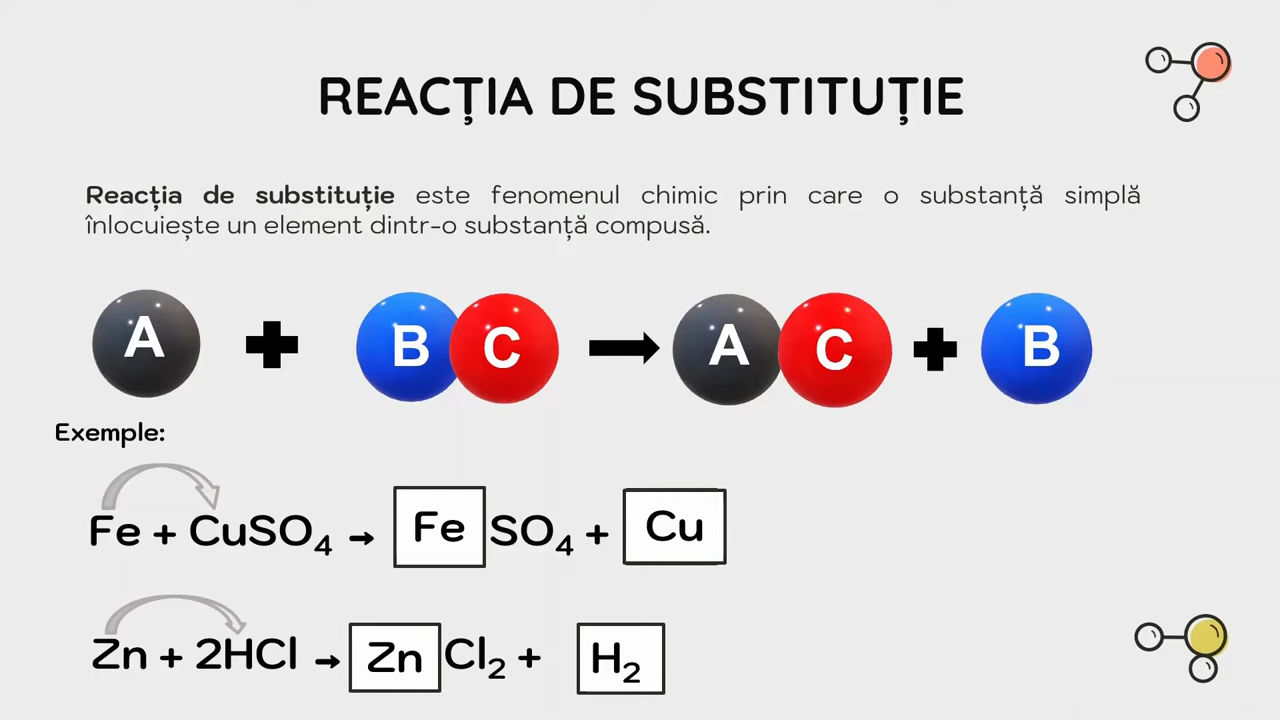 REACȚIA DE SUBSTITUȚIE
Reacția de substituție este fenomenul chimic prin care o substanță simplă
înlocuiește un element dintr-o substanță compusă.
A + B C → A C + B
Exemple:
Fe + CuSO₄ → Fe SO₄ + Cu
Zn + 2HCl → Zn Cl₂ + H₂